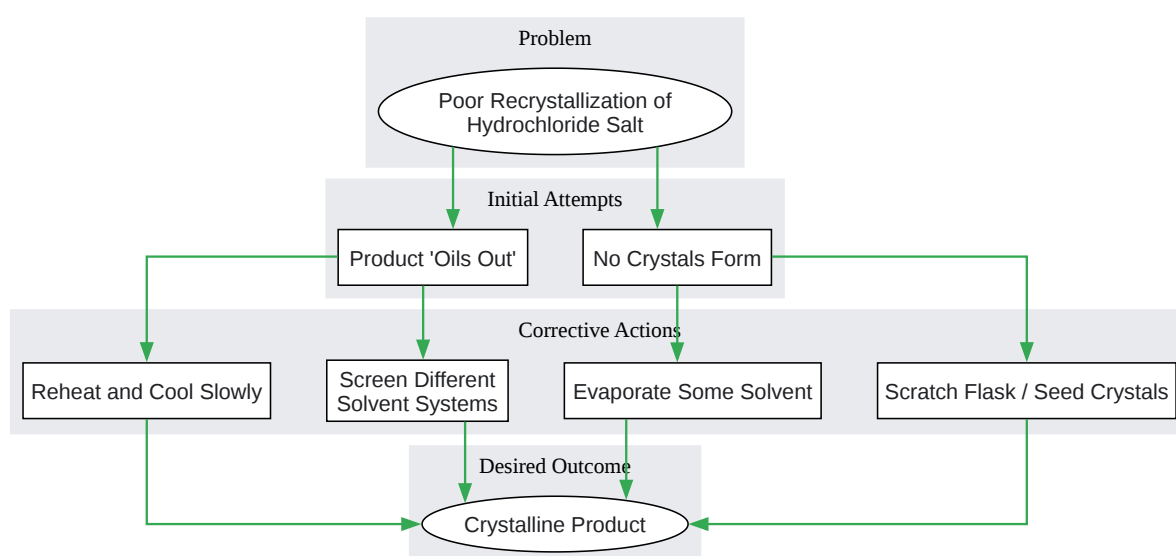 Problem
Poor Recrystallization of
Hydrochloride Salt
Initial Attempts
Product 'Oils Out'
No Crystals Form
Corrective Actions
Reheat and Cool Slowly
Screen Different
Solvent Systems
Evaporate Some Solvent
Scratch Flask / Seed Crystals
Desired Outcome
Crystalline Product